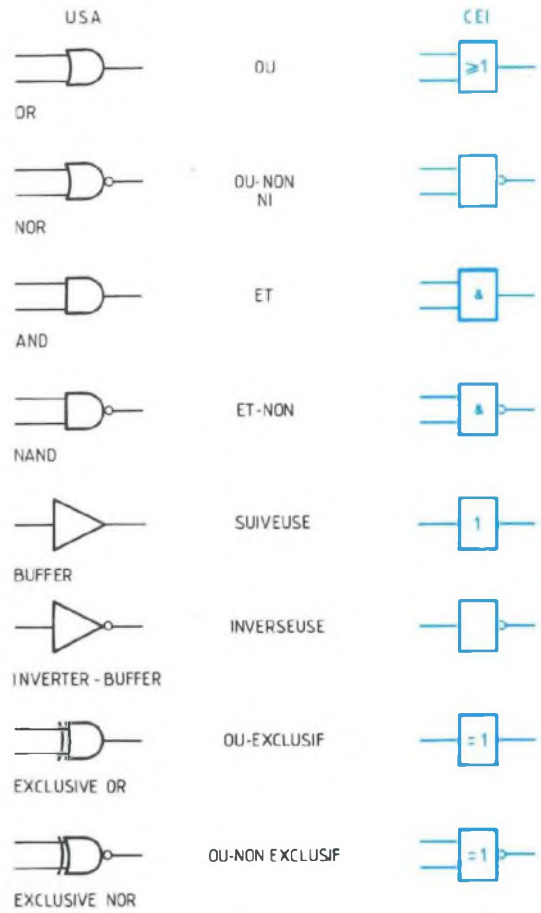 USA
CEI
OU
≥1
OR
OU-NON
NI
NOR
ET
&
AND
ET-NON
&
NAND
SUIVEUSE
1
BUFFER
INVERSEUSE
INVERTER - BUFFER
OU-EXCLUSIF
=1
EXCLUSIVE OR
OU-NON EXCLUSIF
=1
EXCLUSIVE NOR